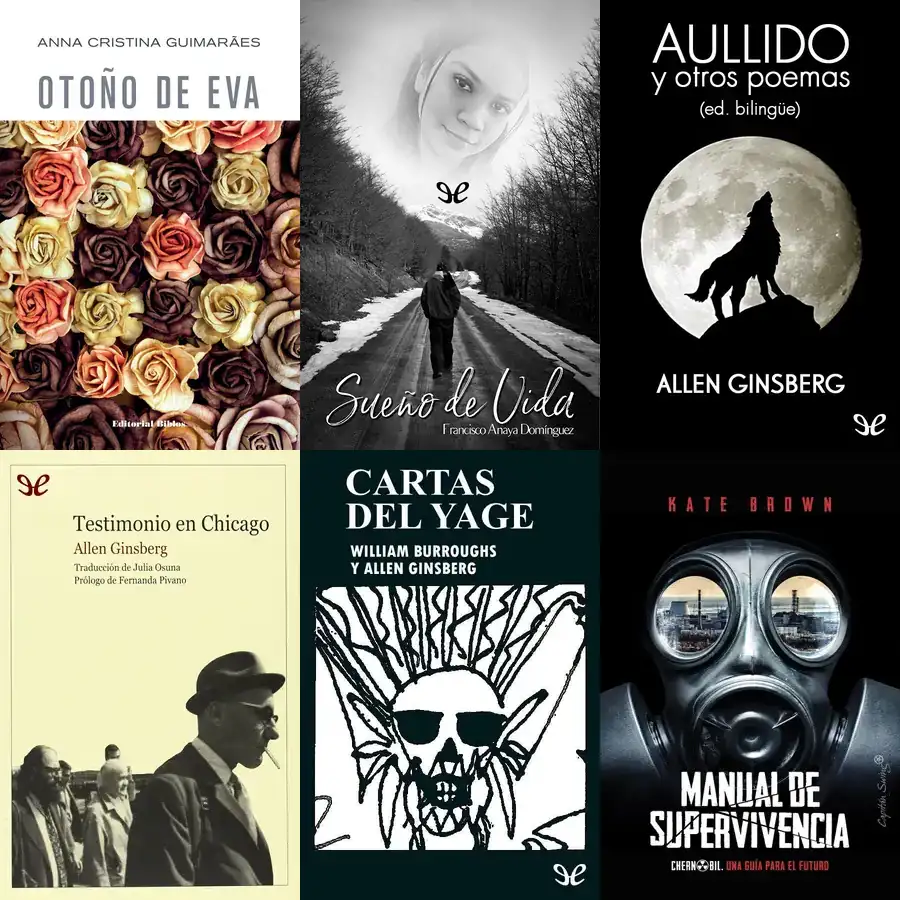 ANNA CRISTINA GUIMARÃES
OTOÑO DE EVA
Editorial Biblos
Sueño de Vida
Francisco Anaya Domínguez
AULLIDO
y otros poemas
(ed. bilingüe)
ALLEN GINSBERG
Testimonio en Chicago
Allen Ginsberg
Traducción de Julia Osuna
Prólogo de Fernanda Pivano
CARTAS
DEL YAGE
WILLIAM BURROUGHS
Y ALLEN GINSBERG
KATE BROWN
MANUAL DE
SUPERVIVENCIA
CHERNOBIL. UNA GUÍA PARA EL FUTURO
Capitán Swing